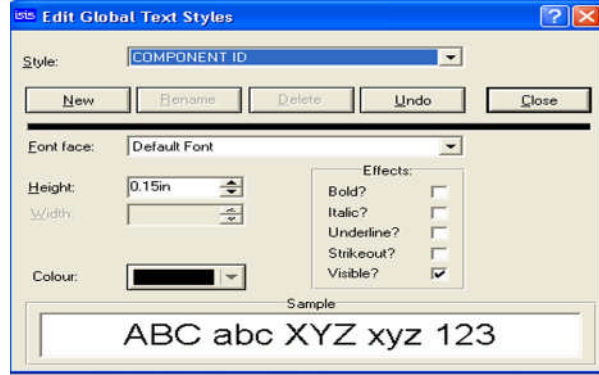 isis Edit Global Text Styles
Style: COMPONENT ID
New Rename Delete Undo Close
Font face: Default Font
Height: 0.15in
Width:
Effects:
Bold?
Italic?
Underline?
Strikeout?
Visible?
Colour:
Sample
ABC abc XYZ xyz 123